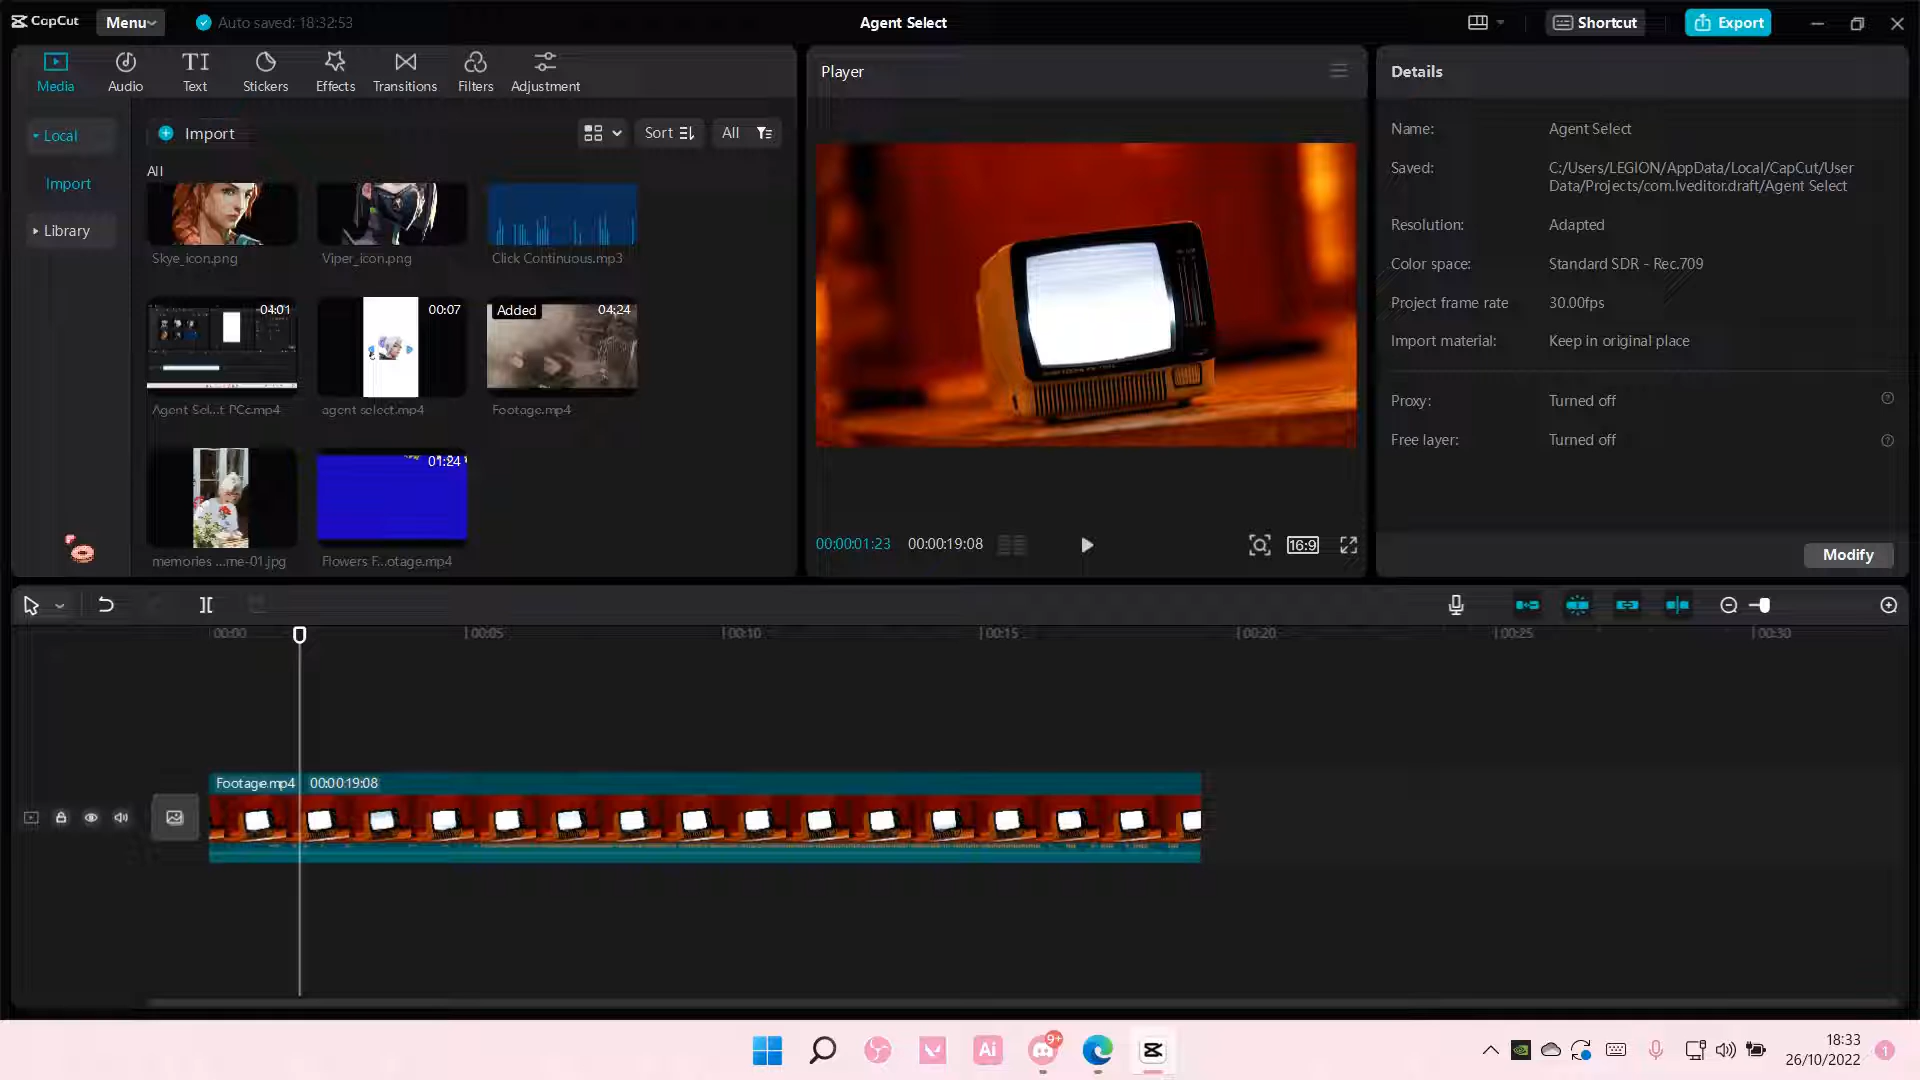 CapCut
Menu
Auto saved: 18:32:53
Agent Select
Shortcut
Export
Media
Audio
Text
Stickers
Effects
Transitions
Filters
Adjustment
Local
Import
Library
Import
Sort
All
All
Skye_icon.png
Viper_icon.png
Click Continuous.mp3
04:01
00:07
Added
04:24
Agent Sel...t PCc.mp4
agent select.mp4
Footage.mp4
01:24
memories ...me-01.jpg
Flowers F...otage.mp4
Player
00:00:01:23
00:00:19:08
16:9
Details
Name:
Agent Select
Saved:
C:/Users/LEGION/AppData/Local/CapCut/User
Data/Projects/com.lveditor.draft/Agent Select
Resolution:
Adapted
Color space:
Standard SDR - Rec.709
Project frame rate
30.00fps
Import material:
Keep in original place
Proxy:
Turned off
Free layer:
Turned off
Modify
00:00
00:05
00:10
00:15
00:20
00:25
00:30
Footage.mp4
00:00:19:08
Ai
9+
18:33
26/10/2022
1